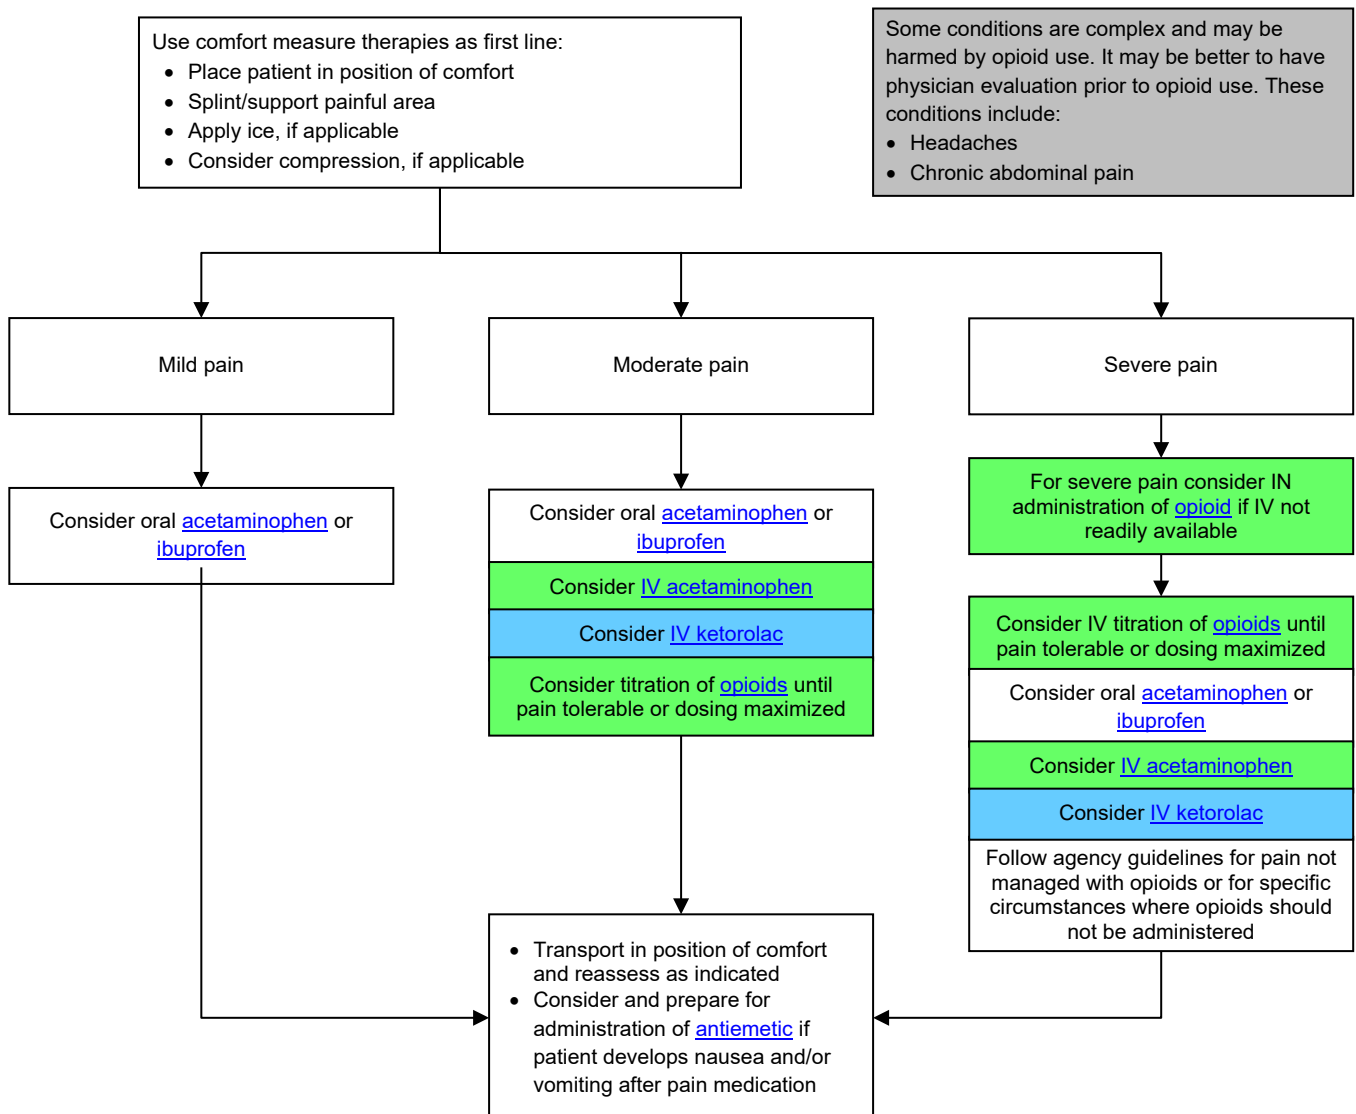 Use comfort measure therapies as first line:
• Place patient in position of comfort
• Splint/support painful area
• Apply ice, if applicable
• Consider compression, if applicable
Some conditions are complex and may be
harmed by opioid use. It may be better to have
physician evaluation prior to opioid use. These
conditions include:
• Headaches
• Chronic abdominal pain
Mild pain
Moderate pain
Severe pain
Consider oral acetaminophen or
ibuprofen
Consider oral acetaminophen or
ibuprofen
Consider IV acetaminophen
Consider IV ketorolac
Consider titration of opioids until
pain tolerable or dosing maximized
For severe pain consider IN
administration of opioid if IV not
readily available
Consider IV titration of opioids until
pain tolerable or dosing maximized
Consider oral acetaminophen or
ibuprofen
Consider IV acetaminophen
Consider IV ketorolac
Follow agency guidelines for pain not
managed with opioids or for specific
circumstances where opioids should
not be administered
• Transport in position of comfort
and reassess as indicated
• Consider and prepare for
administration of antiemetic if
patient develops nausea and/or
vomiting after pain medication